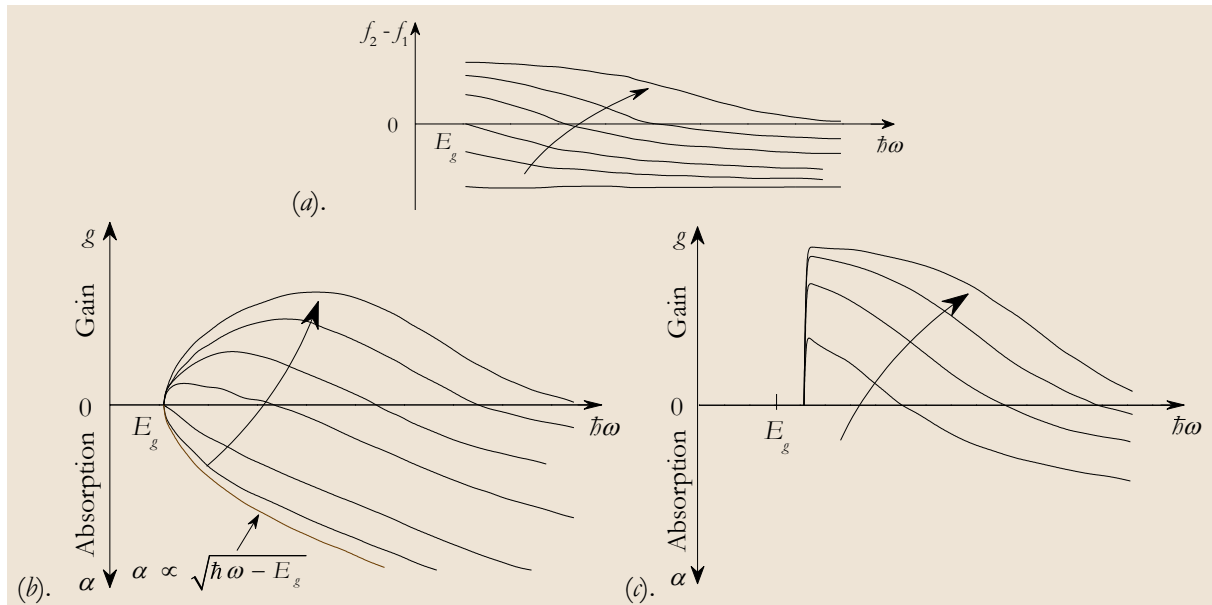 f₂ - f₁
0
E_g
ħω
(a).
g
Gain
0
E_g
ħω
Absorption
α
α ∝ √(ħω − E_g)
(b).
g
Gain
0
E_g
ħω
Absorption
α
(c).